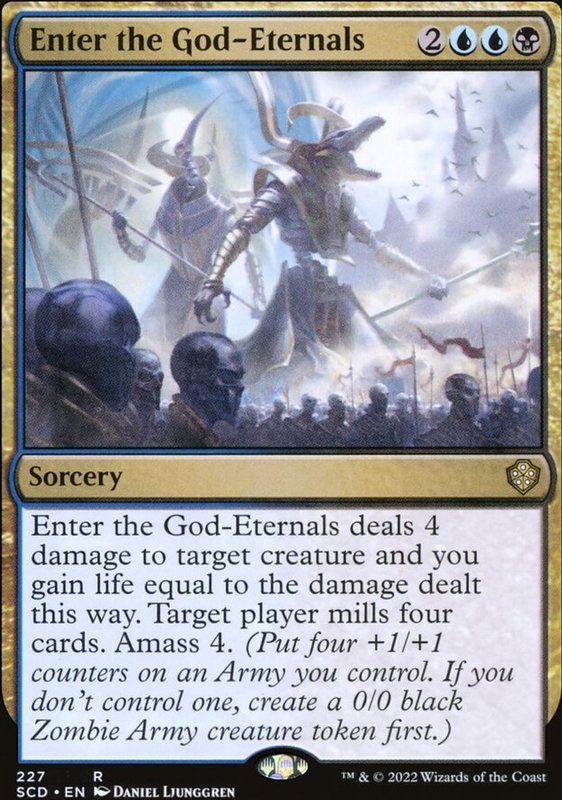 Enter the God-Eternals 2
Sorcery
Enter the God-Eternals deals 4
damage to target creature and you
gain life equal to the damage dealt
this way. Target player mills four
cards. Amass 4. (Put four +1/+1
counters on an Army you control. If you
don't control one, create a 0/0 black
Zombie Army creature token first.)
227 R
SCD • EN DANIEL LJUNGGREN
™ & © 2022 Wizards of the Coast